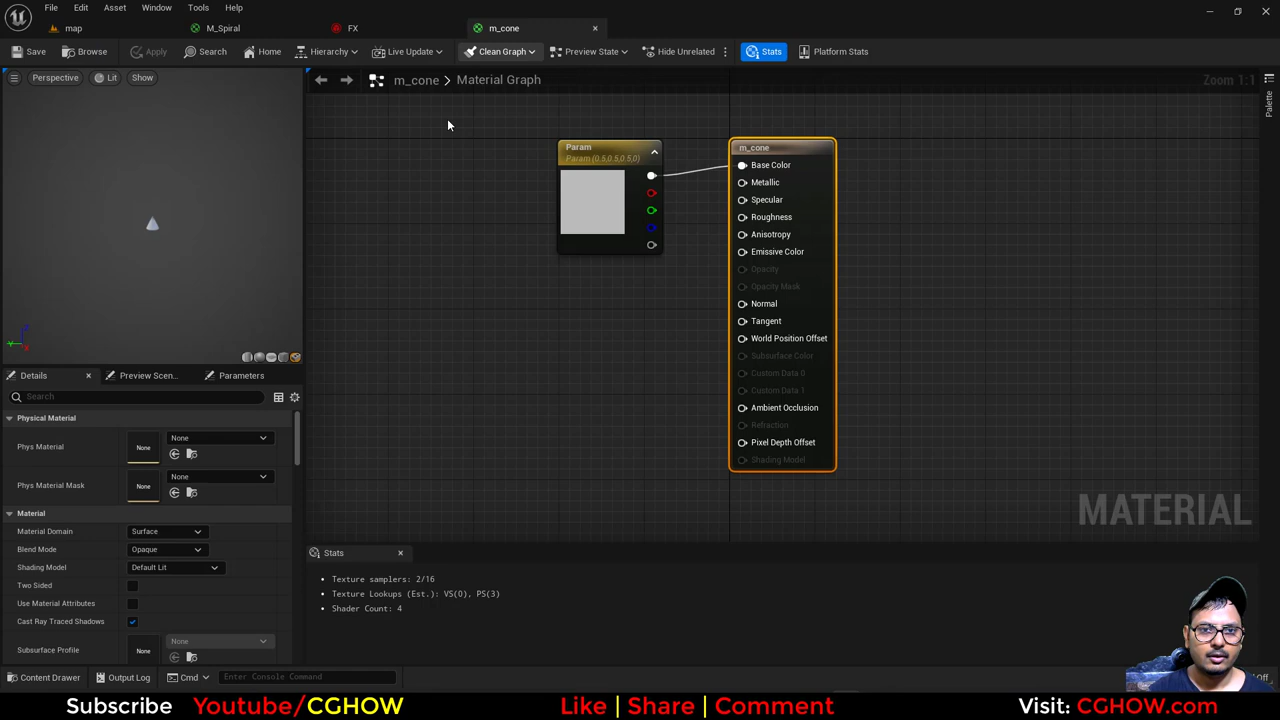 File Edit Asset Window Tools Help
map M_Spiral FX m_cone
Save Browse Apply Search Home Hierarchy Live Update Clean Graph Preview State Hide Unrelated Stats Platform Stats
Perspective Lit Show
m_cone > Material Graph
Zoom 1:1
Palette
Param
Param (0.5,0.5,0.5,0)
m_cone
Base Color
Metallic
Specular
Roughness
Anisotropy
Emissive Color
Opacity
Opacity Mask
Normal
Tangent
World Position Offset
Subsurface Color
Custom Data 0
Custom Data 1
Ambient Occlusion
Refraction
Pixel Depth Offset
Shading Model
MATERIAL
Details Preview Scen... Parameters
Search
Physical Material
Phys Material None None
Phys Material Mask None None
Material
Material Domain Surface
Blend Mode Opaque
Shading Model Default Lit
Two Sided
Use Material Attributes
Cast Ray Traced Shadows
Subsurface Profile None None
Stats
Texture samplers: 2/16
Texture Lookups (Est.): VS(0), PS(3)
Shader Count: 4
Content Drawer Output Log Cmd Enter Console Command
Subscribe Youtube/CGHOW Like | Share | Comment Visit: CGHOW.com